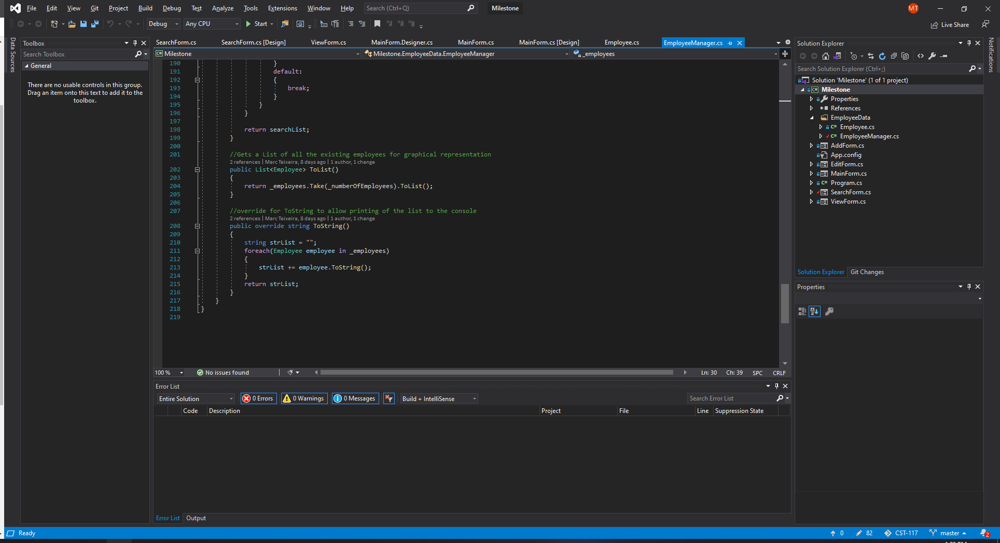 File Edit View Git Project Build Debug Test Analyze Tools Extensions Window Help Search (Ctrl+Q) Milestone MT
Debug Any CPU Start Live Share
Data Sources
Toolbox
Search Toolbox
General
There are no usable controls in this group.
Drag an item onto this text to add it to the
toolbox.
SearchForm.cs SearchForm.cs [Design] ViewForm.cs MainForm.Designer.cs MainForm.cs MainForm.cs [Design] Employee.cs EmployeeManager.cs
C# Milestone Milestone.EmployeeData.EmployeeManager _employees
190 }
191 default:
192 {
193 break;
194 }
195 }
196 }
197
198 return searchList;
199 }
200
201 //Gets a List of all the existing employees for graphical representation
2 references | Marc Teixeira, 8 days ago | 1 author, 1 change
202 public List<Employee> ToList()
203 {
204 return _employees.Take(_numberOfEmployees).ToList();
205 }
206
207 //override for ToString to allow printing of the list to the console
2 references | Marc Teixeira, 8 days ago | 1 author, 1 change
208 public override string ToString()
209 {
210 string strList = "";
211 foreach(Employee employee in _employees)
212 {
213 strList += employee.ToString();
214 }
215 return strList;
216 }
217 }
218 }
219
100 % No issues found Ln: 30 Ch: 39 SPC CRLF
Error List
Entire Solution 0 Errors 0 Warnings 0 Messages Build + IntelliSense Search Error List
Code Description Project File Line Suppression State
Error List Output
Solution Explorer
Search Solution Explorer (Ctrl+;)
Solution 'Milestone' (1 of 1 project)
C# Milestone
Properties
References
EmployeeData
C# Employee.cs
C# EmployeeManager.cs
AddForm.cs
App.config
EditForm.cs
MainForm.cs
C# Program.cs
SearchForm.cs
ViewForm.cs
Solution Explorer Git Changes
Properties
Notifications
Ready 0 82 CST-117 master 2